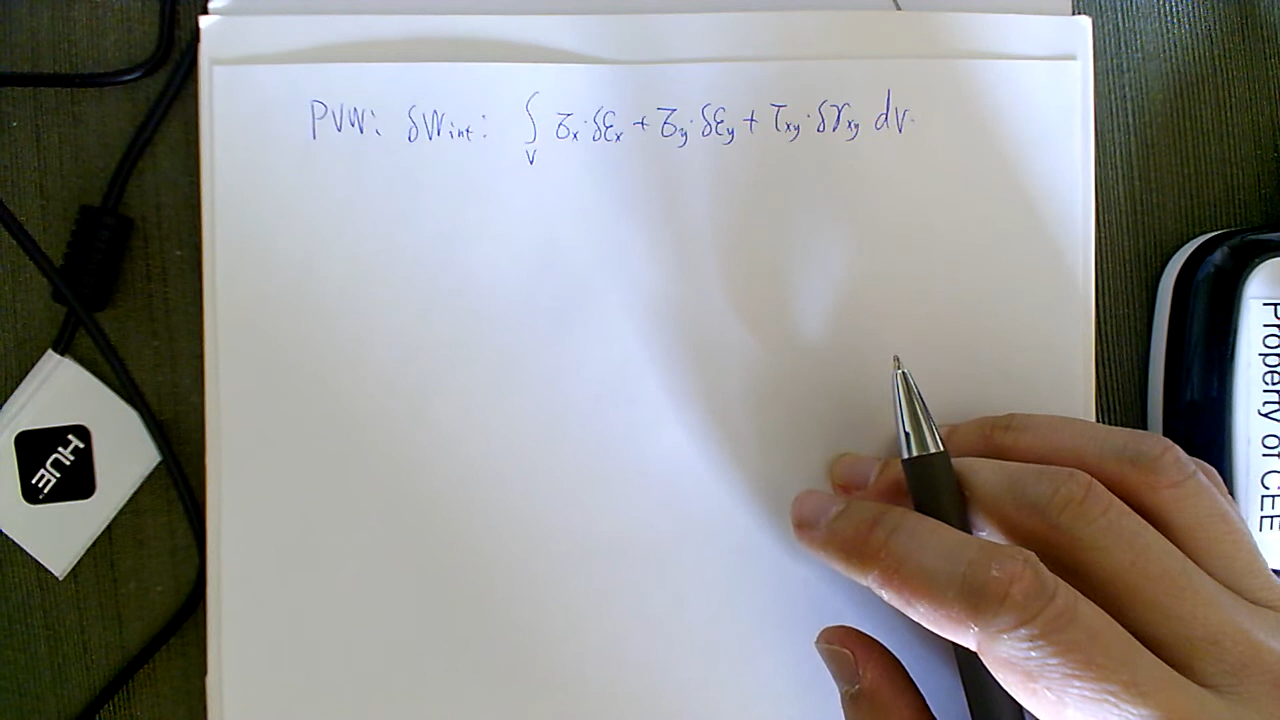 PVW: δWint: ∫V σx·δεx + σy·δεy + τxy·δγxy dv.
HUE
Property of CEE